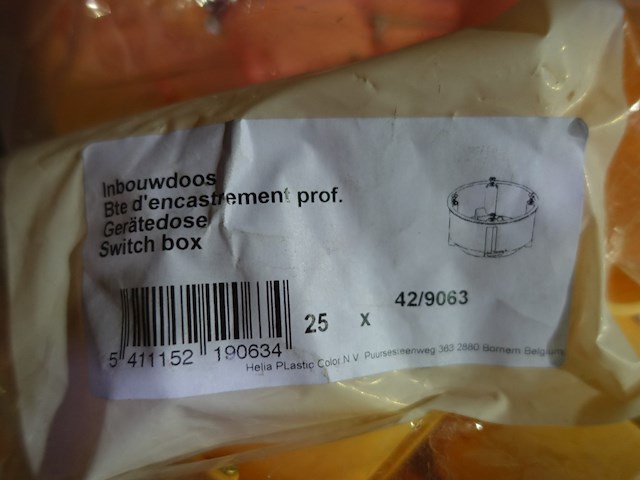 Inbouwdoos
Bte d'encastrement prof.
Gerätedose
Switch box
25 x 42/9063
5 411152 190634
Helia PLastic Color N.V. Puursesteenweg 363 2880 Bornem Belgium